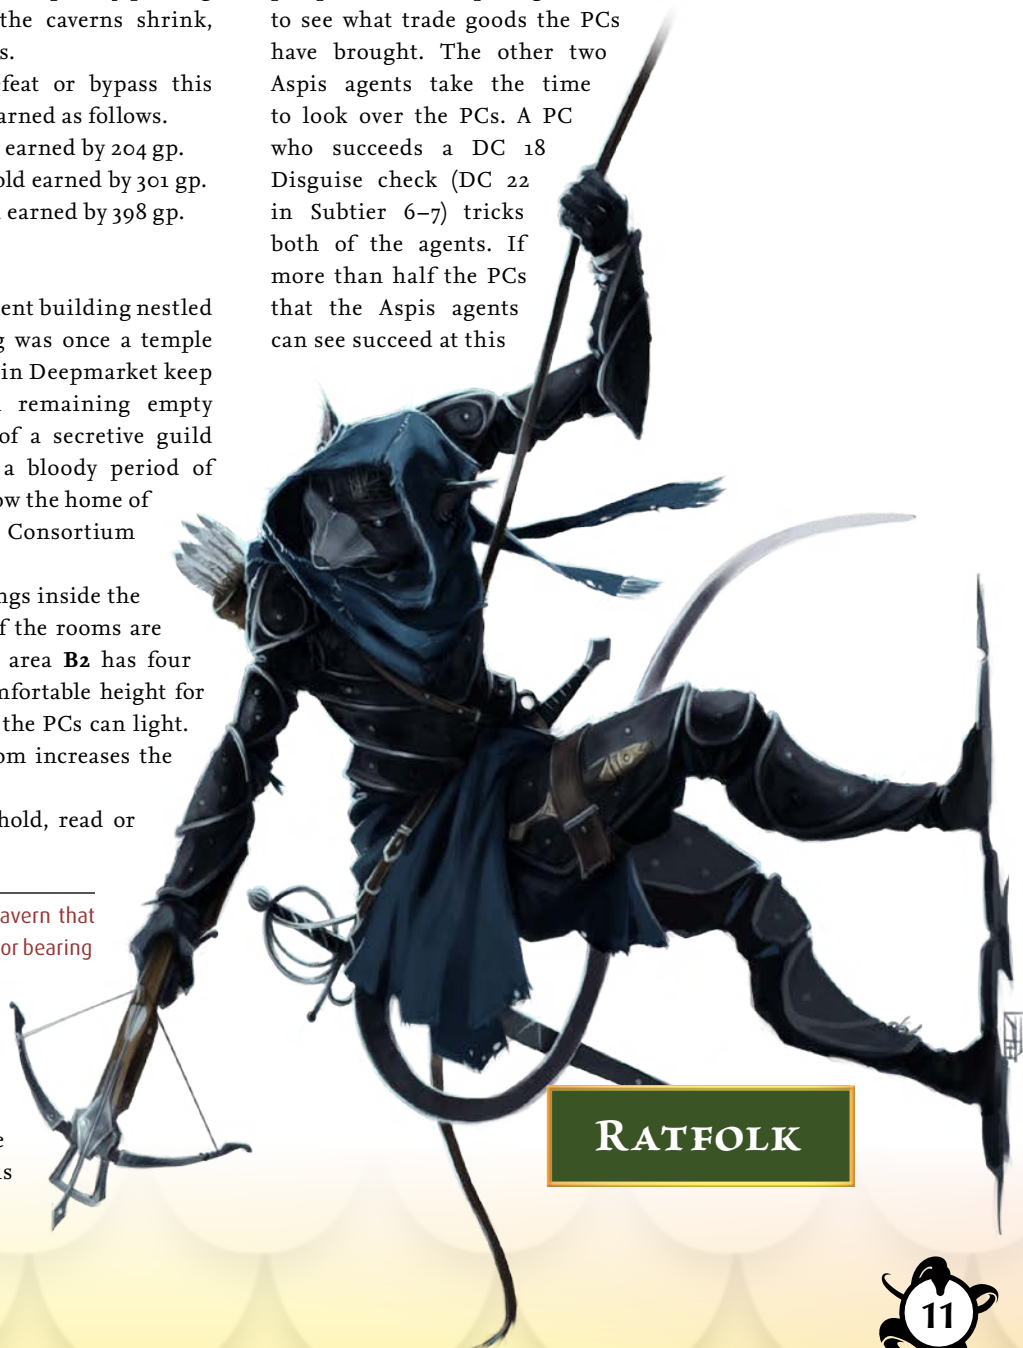 the caverns shrink,
s.
efeat or bypass this
arned as follows.
earned by 204 gp.
old earned by 301 gp.
earned by 398 gp.
ent building nestled
g was once a temple
in Deepmarket keep
remaining empty
of a secretive guild
a bloody period of
ow the home of
Consortium
ngs inside the
f the rooms are
area B2 has four
mfortable height for
the PCs can light.
om increases the
hold, read or
avern that
or bearing
e
is
to see what trade goods the PCs
have brought. The other two
Aspis agents take the time
to look over the PCs. A PC
who succeeds a DC 18
Disguise check (DC 22
in Subtier 6–7) tricks
both of the agents. If
more than half the PCs
that the Aspis agents
can see succeed at this
Ratfolk
11